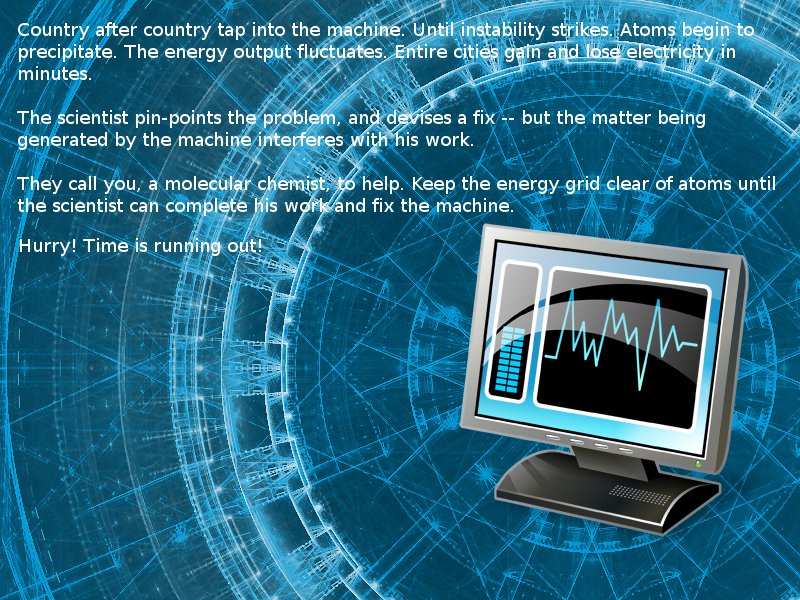 Country after country tap into the machine. Until instability strikes. Atoms begin to
precipitate. The energy output fluctuates. Entire cities gain and lose electricity in
minutes.
The scientist pin-points the problem, and devises a fix -- but the matter being
generated by the machine interferes with his work.
They call you, a molecular chemist, to help. Keep the energy grid clear of atoms until
the scientist can complete his work and fix the machine.
Hurry! Time is running out!